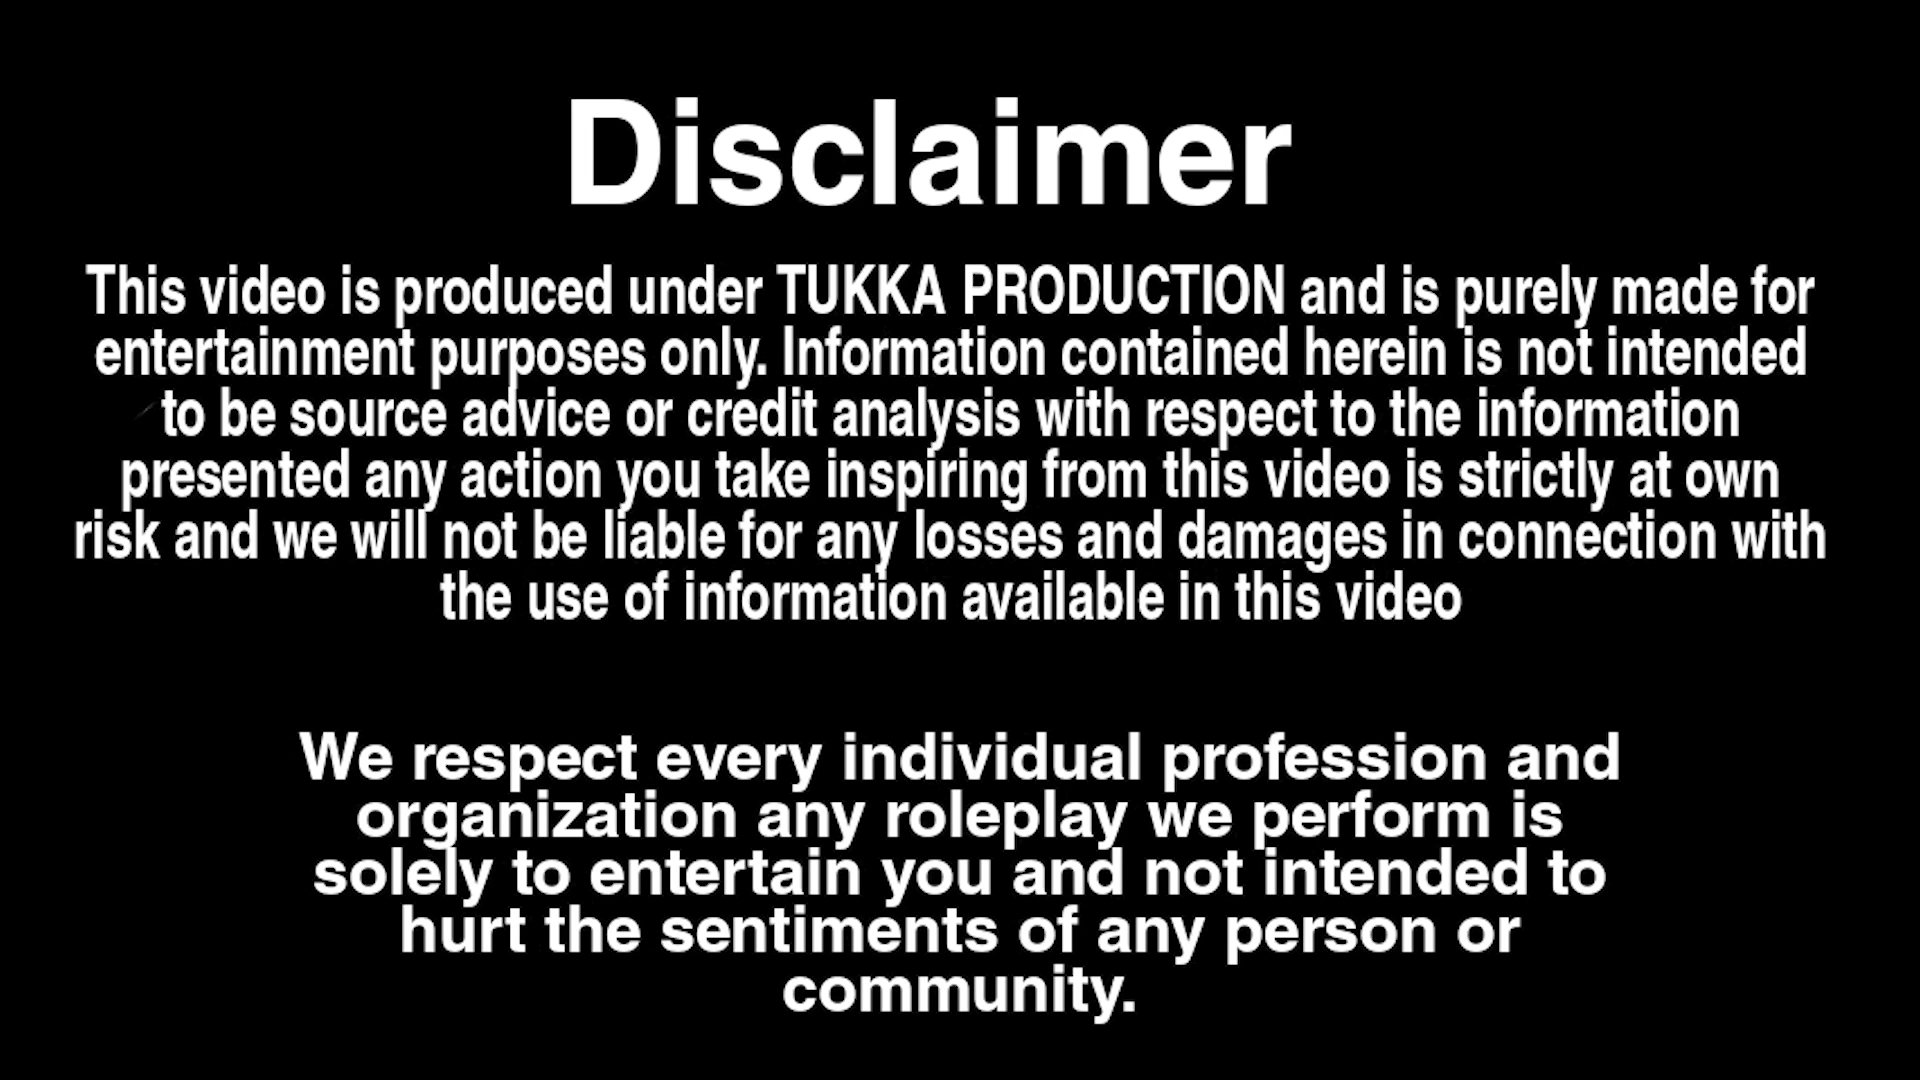 Disclaimer
This video is produced under TUKKA PRODUCTION and is purely made for
entertainment purposes only. Information contained herein is not intended
to be source advice or credit analysis with respect to the information
presented any action you take inspiring from this video is strictly at own
risk and we will not be liable for any losses and damages in connection with
the use of information available in this video
We respect every individual profession and
organization any roleplay we perform is
solely to entertain you and not intended to
hurt the sentiments of any person or
community.